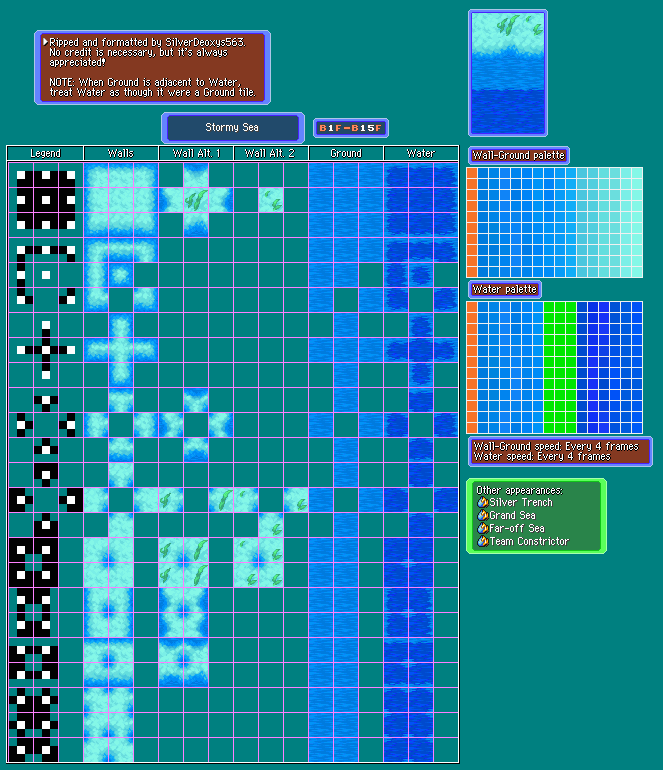 Ripped and formatted by SilverDeoxys563.
No credit is necessary, but it's always
appreciated!
NOTE: When Ground is adjacent to Water,
treat Water as though it were a Ground tile.
Stormy Sea
B1F-B15F
Legend
Walls
Wall Alt. 1
Wall Alt. 2
Ground
Water
Wall-Ground palette
Water palette
Wall-Ground speed: Every 4 frames
Water speed: Every 4 frames
Other appearances:
Silver Trench
Grand Sea
Far-off Sea
Team Constrictor